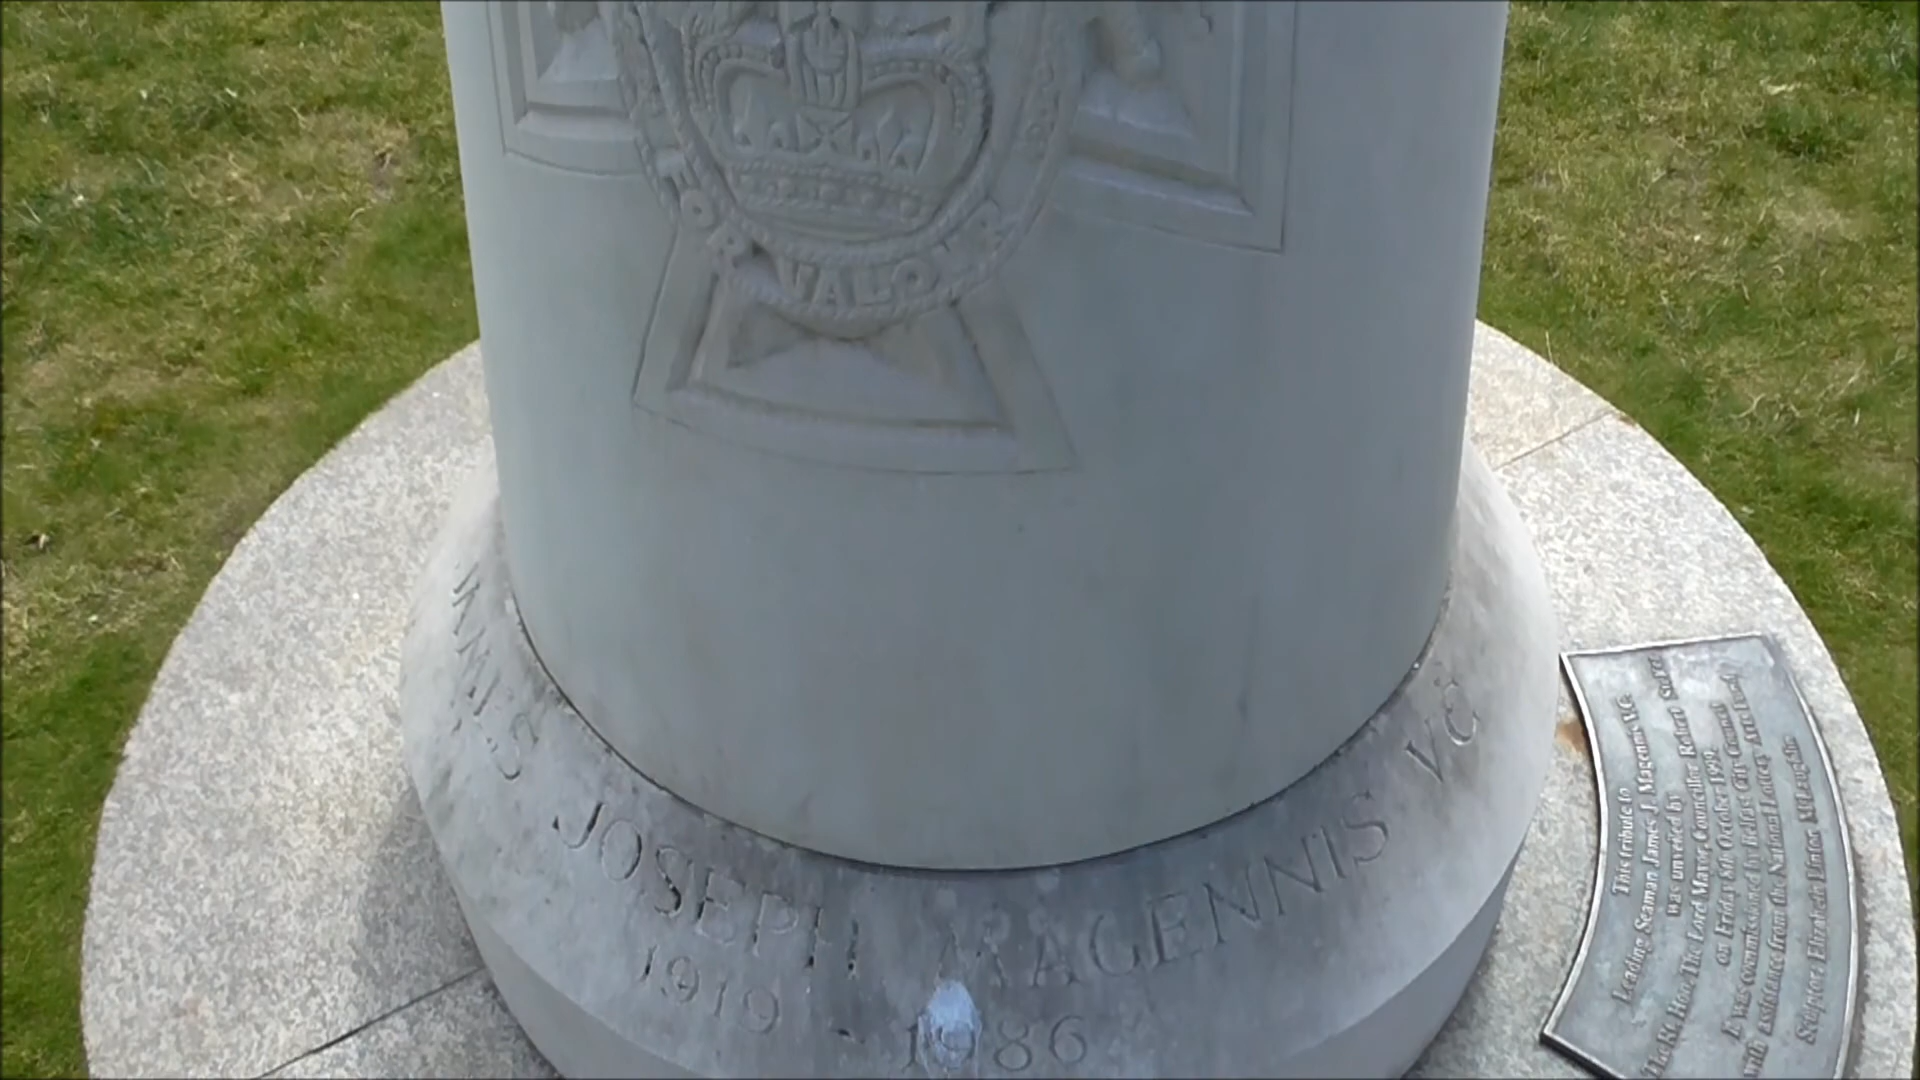 FOR VALOUR
JAMES JOSEPH MAGENNIS VC
1919 - 1986
This tribute to
Leading Seaman James J. Magennis V.C.
was unveiled by
The Rt. Hon. The Lord Mayor, Councillor Robert Stoker
on Friday 8th October 1999.
It was commissioned by Belfast City Council
with assistance from the National Lottery Arts Fund
Sculptor: Elizabeth McLaughlin